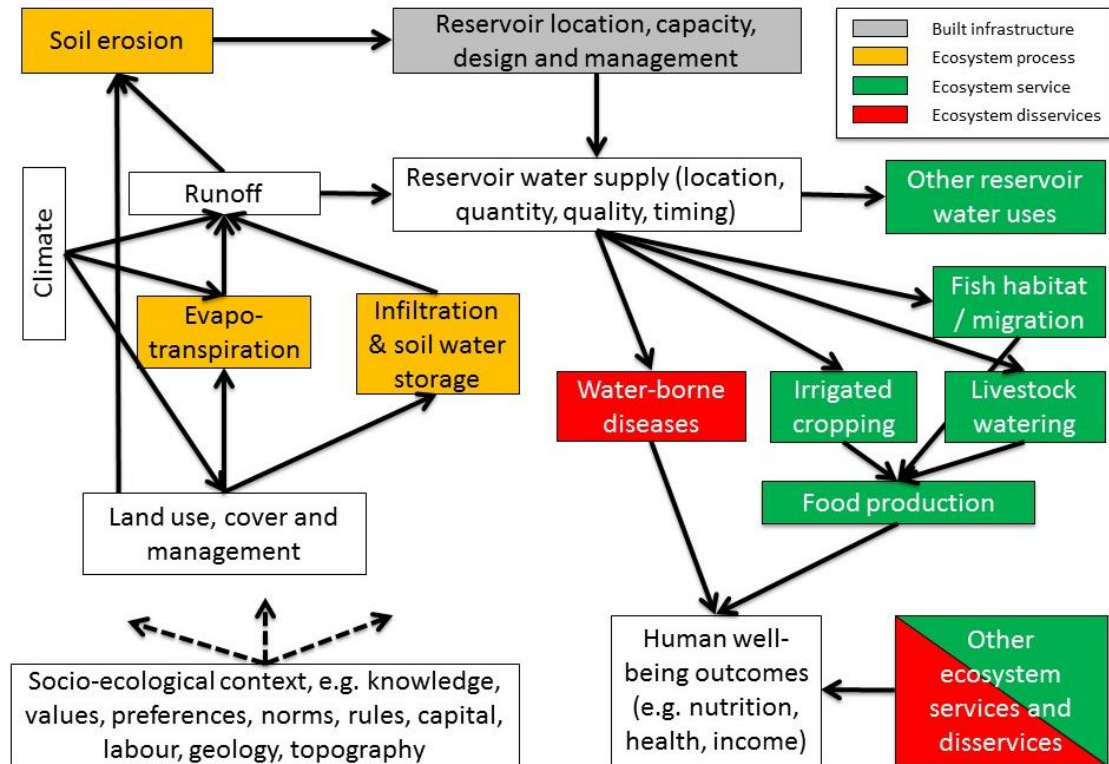 Soil erosion
Reservoir location, capacity,
design and management
Built infrastructure
Ecosystem process
Ecosystem service
Ecosystem disservices
Climate
Runoff
Reservoir water supply (location,
quantity, quality, timing)
Other reservoir
water uses
Evapo-
transpiration
Infiltration
& soil water
storage
Fish habitat
/ migration
Water-borne
diseases
Irrigated
cropping
Livestock
watering
Land use, cover and
management
Food production
Socio-ecological context, e.g. knowledge,
values, preferences, norms, rules, capital,
labour, geology, topography
Human well-
being outcomes
(e.g. nutrition,
health, income)
Other
ecosystem
services and
disservices